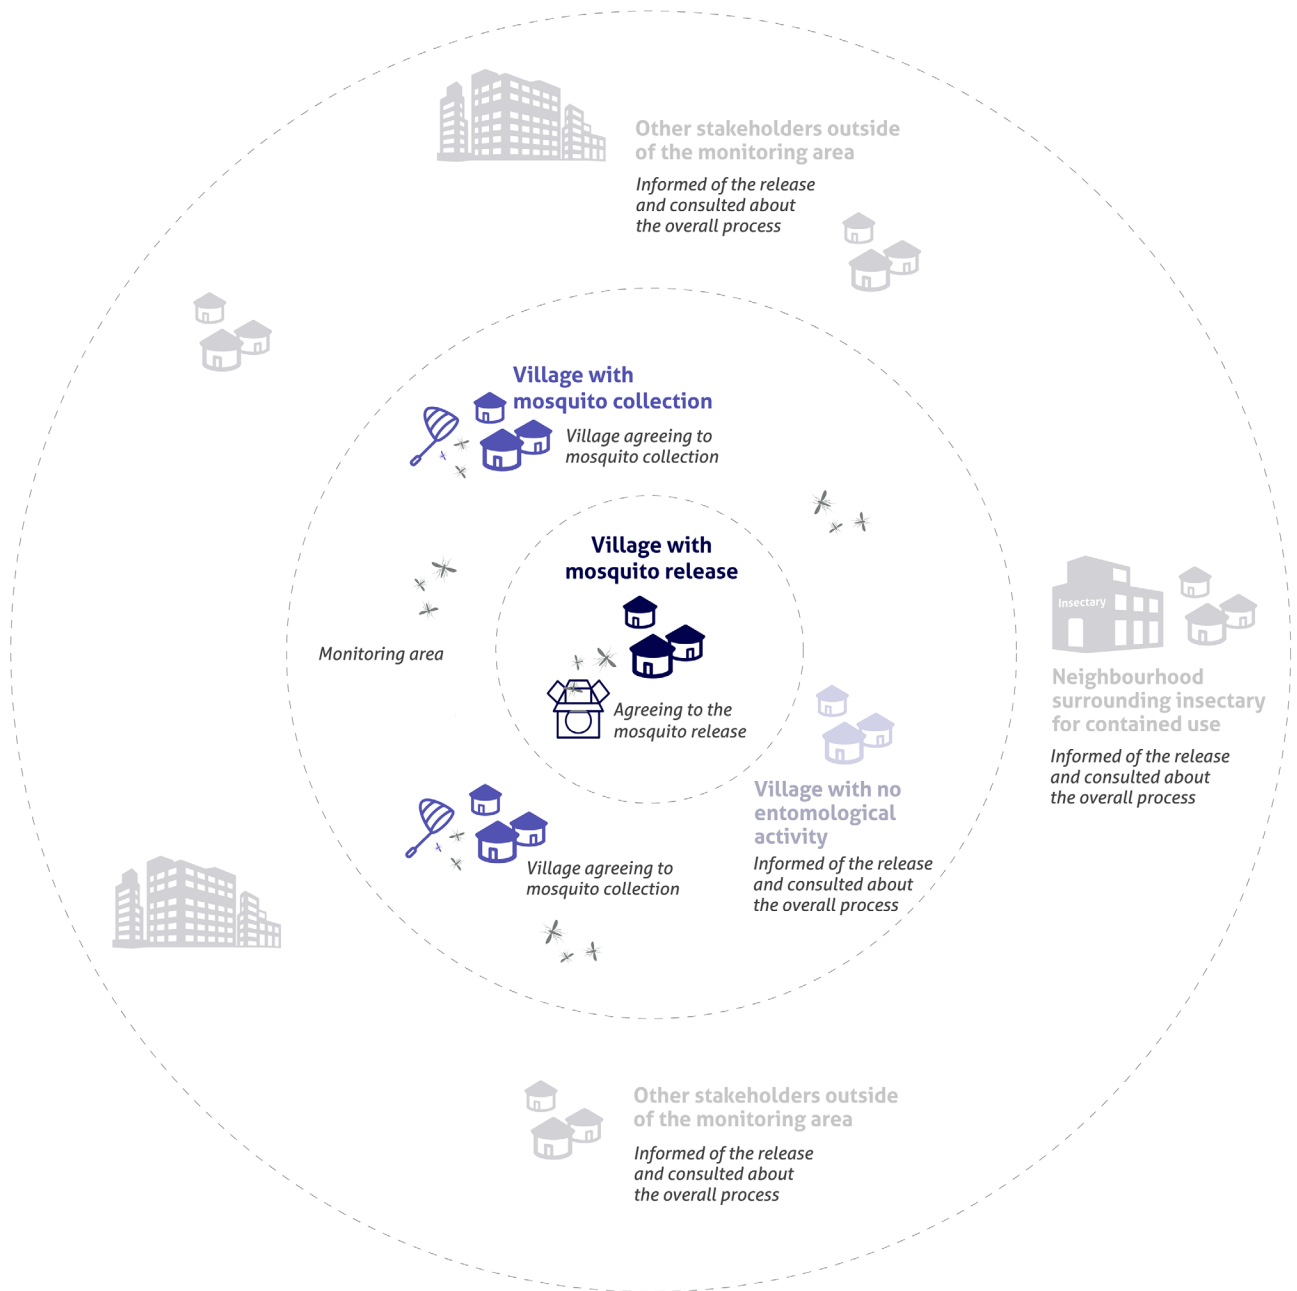 Other stakeholders outside
of the monitoring area
Informed of the release
and consulted about
the overall process
Village with
mosquito collection
Village agreeing to
mosquito collection
Village with
mosquito release
Agreeing to the
mosquito release
Monitoring area
Insectary
Neighbourhood
surrounding insectary
for contained use
Informed of the release
and consulted about
the overall process
Village with no
entomological
activity
Informed of the release
and consulted about
the overall process
Village agreeing to
mosquito collection
Other stakeholders outside
of the monitoring area
Informed of the release
and consulted about
the overall process